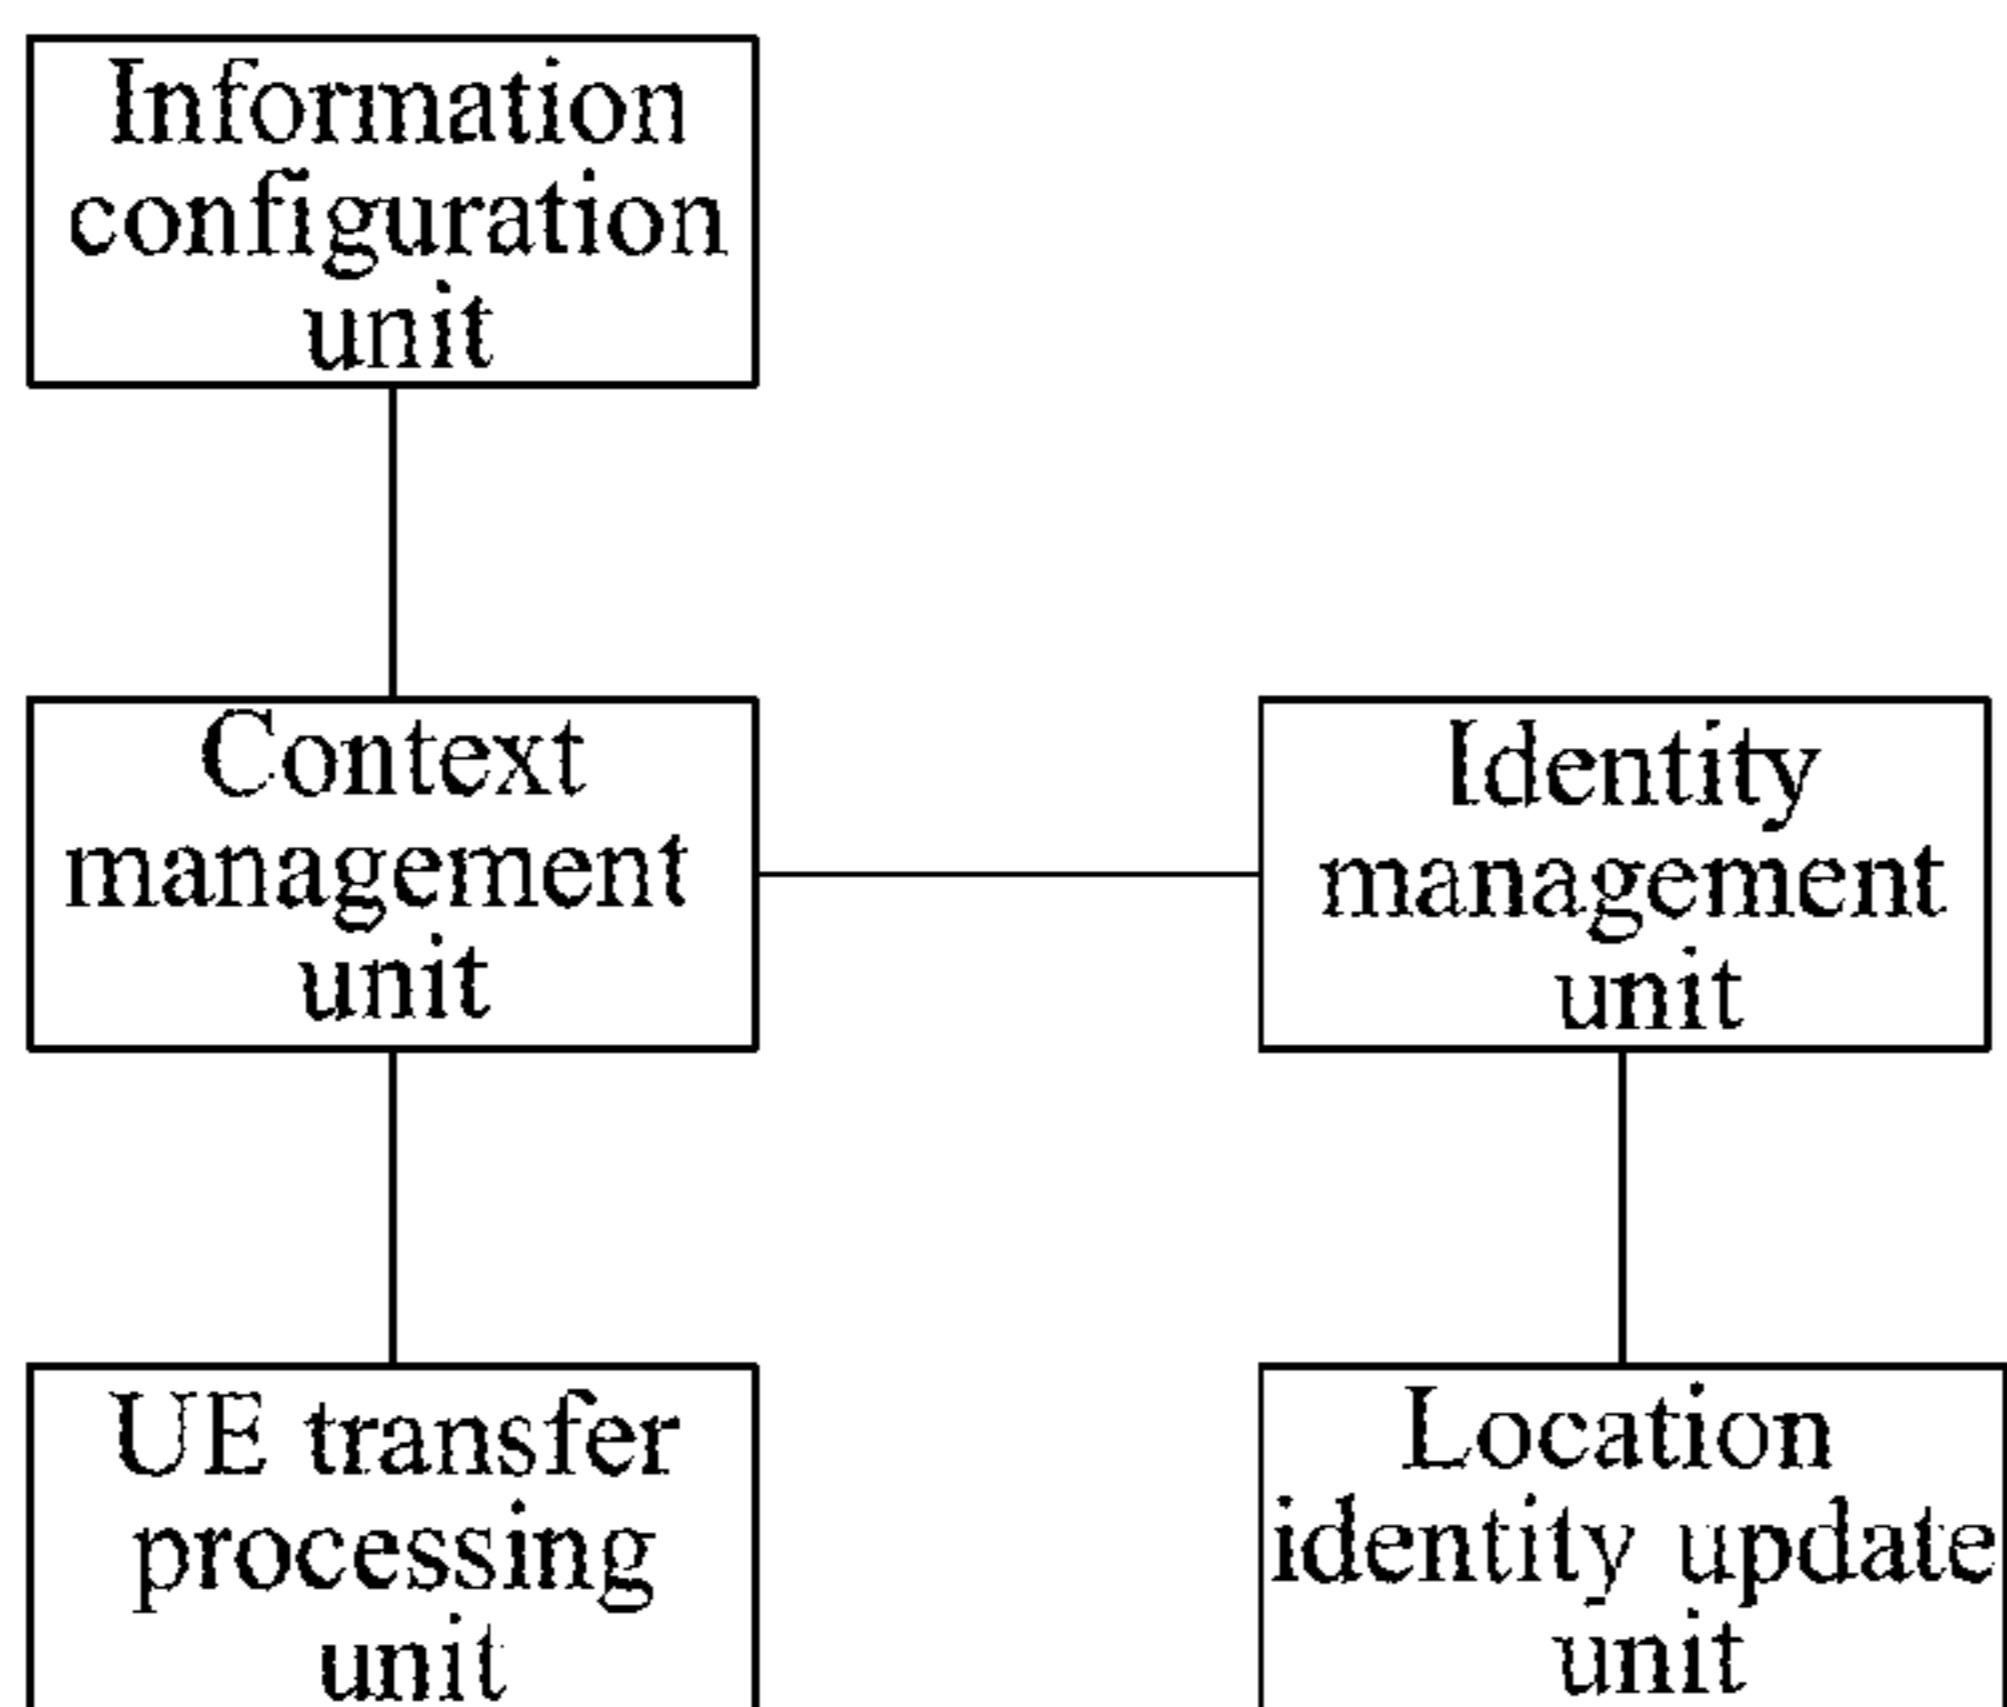 Information
configuration
unit
Context
management
unit
Identity
management
unit
UE transfer
processing
unit
Location
identity update
unit